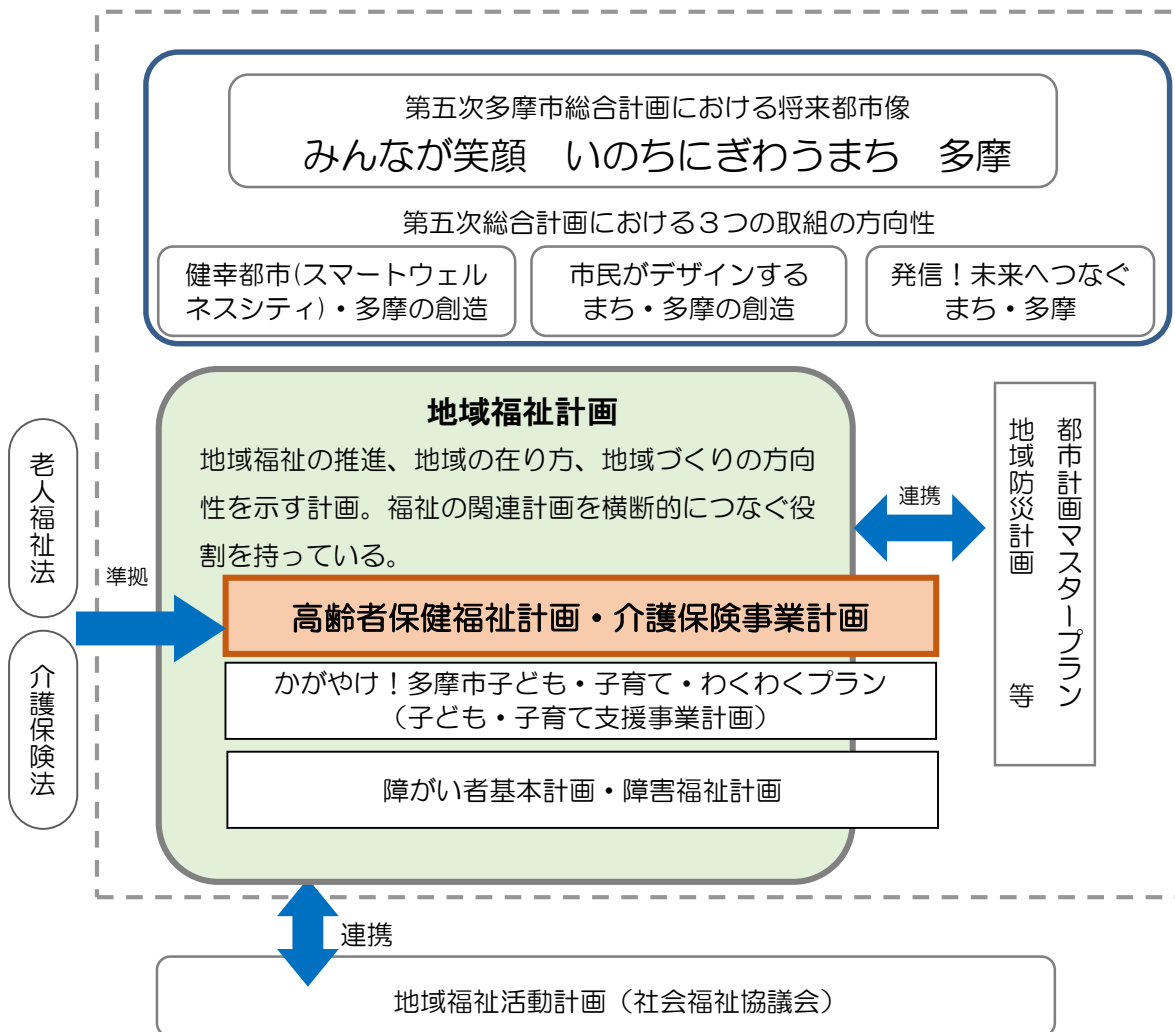 第五次多摩市総合計画における将来都市像
みんなが笑顔　いのちにぎわうまち　多摩
第五次総合計画における３つの取組の方向性
健幸都市(スマートウェル
ネスシティ)・多摩の創造
市民がデザインする
まち・多摩の創造
発信！未来へつなぐ
まち・多摩
地域福祉計画
地域福祉の推進、地域の在り方、地域づくりの方向
性を示す計画。福祉の関連計画を横断的につなぐ役
割を持っている。
老人福祉法
介護保険法
準拠
高齢者保健福祉計画・介護保険事業計画
かがやけ！多摩市子ども・子育て・わくわくプラン
（子ども・子育て支援事業計画）
障がい者基本計画・障害福祉計画
連携
都市計画マスタープラン
地域防災計画　　　等
連携
地域福祉活動計画（社会福祉協議会）